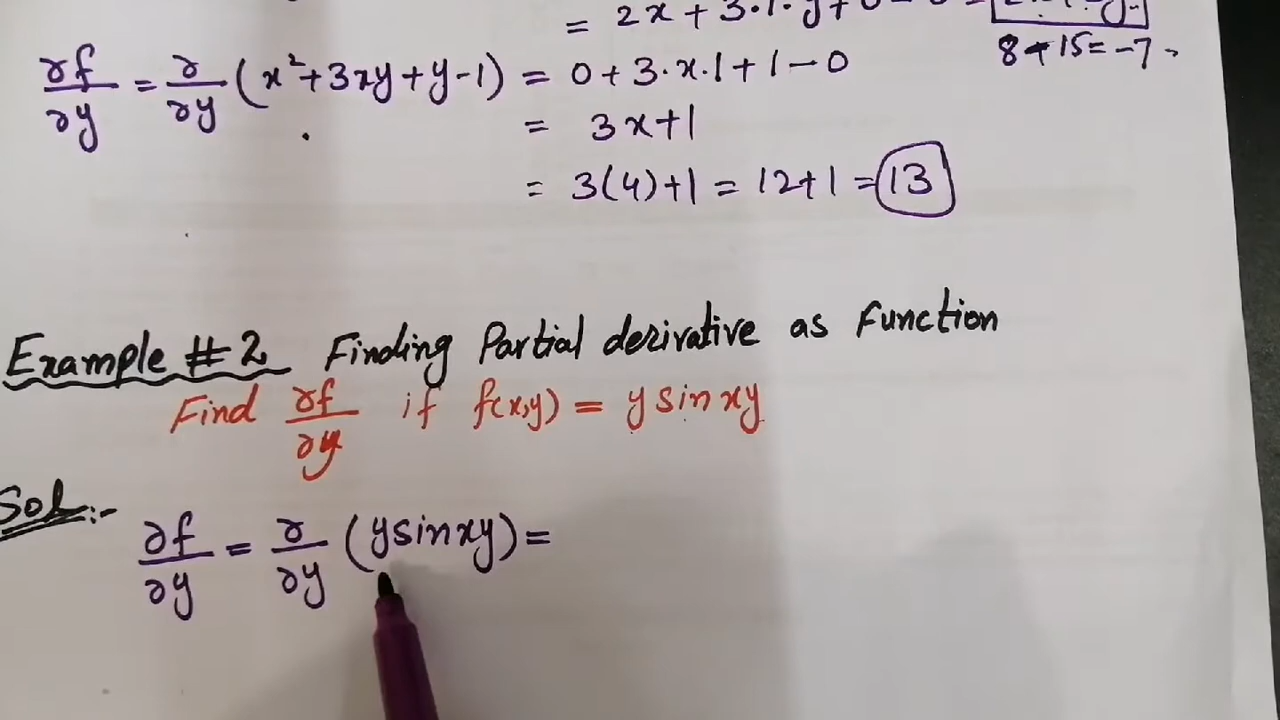 = 2x + 3·1·y + 0 - 0 =
8 - 15 = -7
∂f/∂y = ∂/∂y (x² + 3xy + y - 1) = 0 + 3·x·1 + 1 - 0
= 3x + 1
= 3(4) + 1 = 12 + 1 = 13
Example #2 Finding Partial derivative as Function
Find ∂f/∂y if f(x,y) = y sin xy
Sol:-
∂f/∂y = ∂/∂y (y sin xy) =